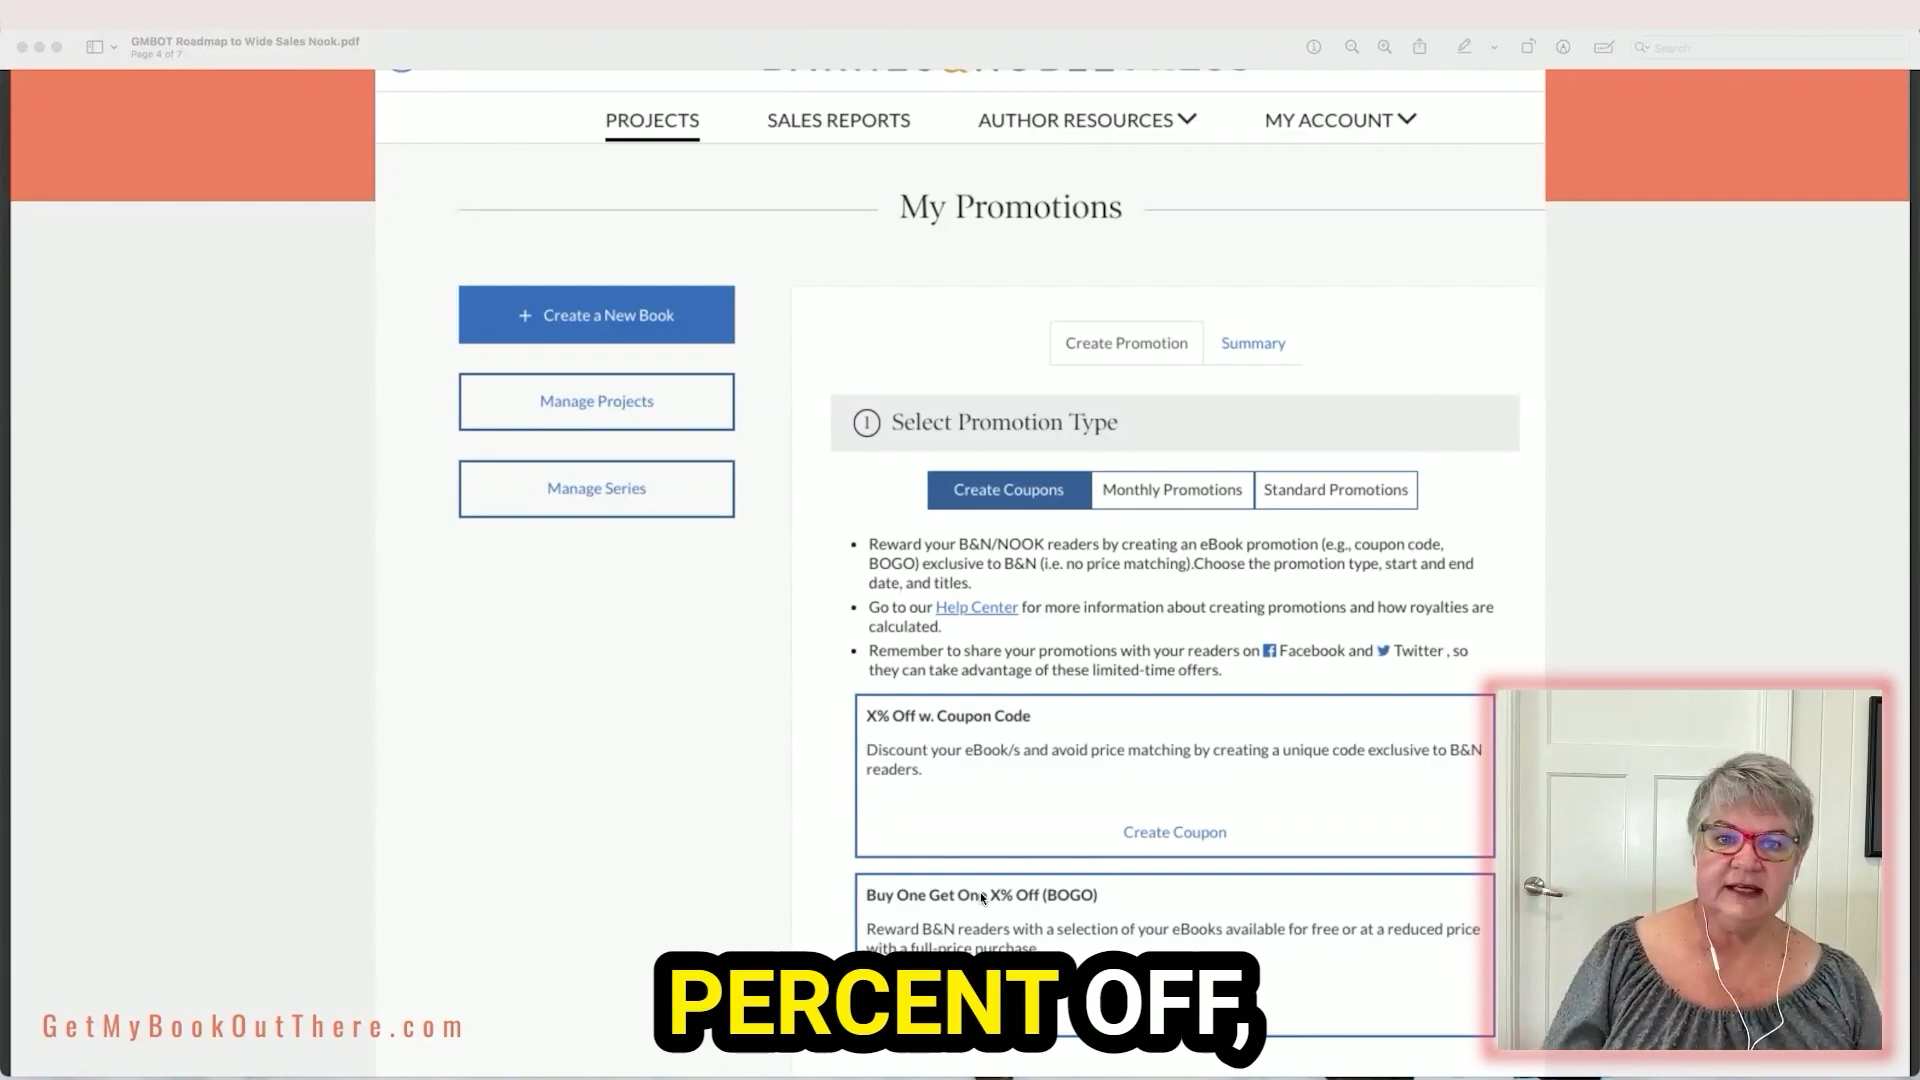 GMBOT Roadmap to Wide Sales Nook.pdf
Page 4 of 7
Search
PROJECTS
SALES REPORTS
AUTHOR RESOURCES
MY ACCOUNT
My Promotions
+ Create a New Book
Manage Projects
Manage Series
Create Promotion
Summary
1 Select Promotion Type
Create Coupons
Monthly Promotions
Standard Promotions
• Reward your B&N/NOOK readers by creating an eBook promotion (e.g., coupon code,
BOGO) exclusive to B&N (i.e. no price matching).Choose the promotion type, start and end
date, and titles.
• Go to our Help Center for more information about creating promotions and how royalties are
calculated.
• Remember to share your promotions with your readers on Facebook and Twitter , so
they can take advantage of these limited-time offers.
X% Off w. Coupon Code
Discount your eBook/s and avoid price matching by creating a unique code exclusive to B&N
readers.
Create Coupon
Buy One Get One X% Off (BOGO)
Reward B&N readers with a selection of your eBooks available for free or at a reduced price
with a full-price purchase
PERCENT OFF,
GetMyBookOutThere.com